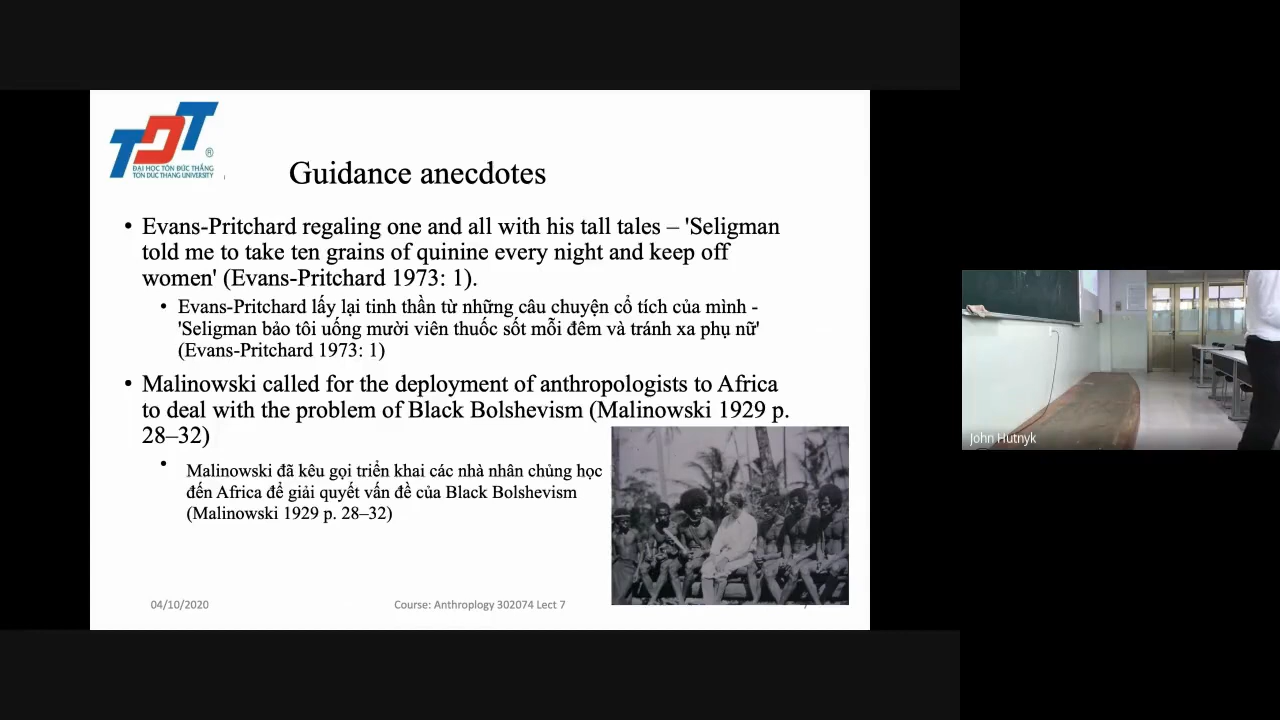 TDT
®
ĐẠI HỌC TÔN ĐỨC THẮNG
TON DUC THANG UNIVERSITY
Guidance anecdotes
• Evans-Pritchard regaling one and all with his tall tales – 'Seligman
told me to take ten grains of quinine every night and keep off
women' (Evans-Pritchard 1973: 1).
• Evans-Pritchard lấy lại tinh thần từ những câu chuyện cổ tích của mình -
'Seligman bảo tôi uống mười viên thuốc sốt mỗi đêm và tránh xa phụ nữ'
(Evans-Pritchard 1973: 1)
• Malinowski called for the deployment of anthropologists to Africa
to deal with the problem of Black Bolshevism (Malinowski 1929 p.
28–32)
• Malinowski đã kêu gọi triển khai các nhà nhân chủng học
đến Africa để giải quyết vấn đề của Black Bolshevism
(Malinowski 1929 p. 28–32)
04/10/2020
Course: Anthroplogy 302074 Lect 7
John Hutnyk